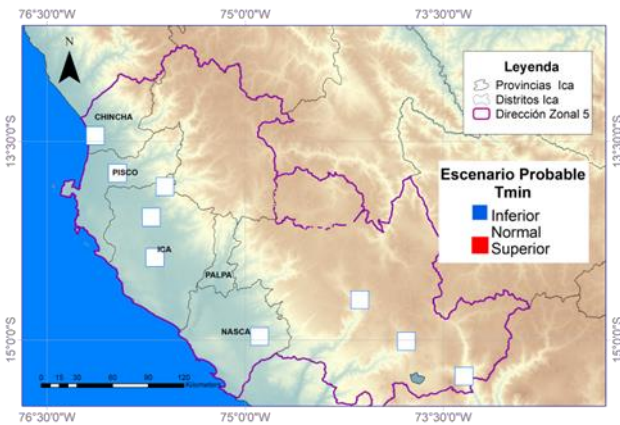 76°30'0"W 75°0'0"W 73°30'0"W
N
Leyenda
Provincias Ica
Distritos Ica
Dirección Zonal 5
CHINCHA
13°30'0"S 13°30'0"S
PISCO
Escenario Probable
Tmin
Inferior
Normal
Superior
ICA
PALPA
NASCA
15°0'0"S 15°0'0"S
0 15 30 60 90 120
Kilometers
76°30'0"W 75°0'0"W 73°30'0"W